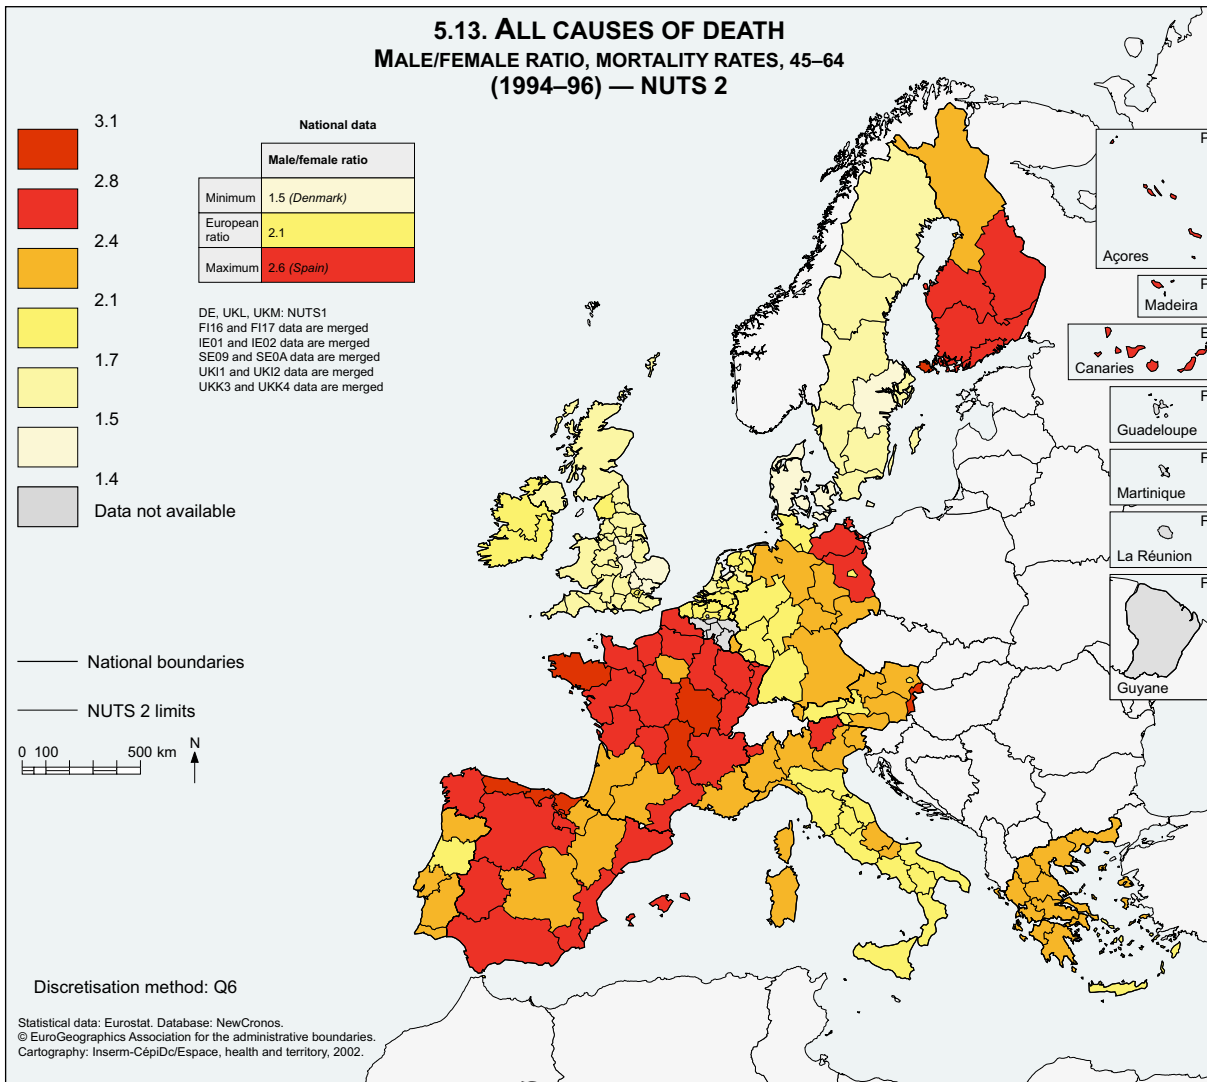 5.13. ALL CAUSES OF DEATH
MALE/FEMALE RATIO, MORTALITY RATES, 45–64
(1994–96) — NUTS 2
3.1
2.8
2.4
2.1
1.7
1.5
1.4
Data not available
National data
Male/female ratio
Minimum 1.5 (Denmark)
European ratio 2.1
Maximum 2.6 (Spain)
DE, UKL, UKM: NUTS1
FI16 and FI17 data are merged
IE01 and IE02 data are merged
SE09 and SE0A data are merged
UKI1 and UKI2 data are merged
UKK3 and UKK4 data are merged
National boundaries
NUTS 2 limits
0 100 500 km
N
P
Açores
P
Madeira
E
Canaries
F
Guadeloupe
F
Martinique
F
La Réunion
F
Guyane
Discretisation method: Q6
Statistical data: Eurostat. Database: NewCronos.
© EuroGeographics Association for the administrative boundaries.
Cartography: Inserm-CépiDc/Espace, health and territory, 2002.